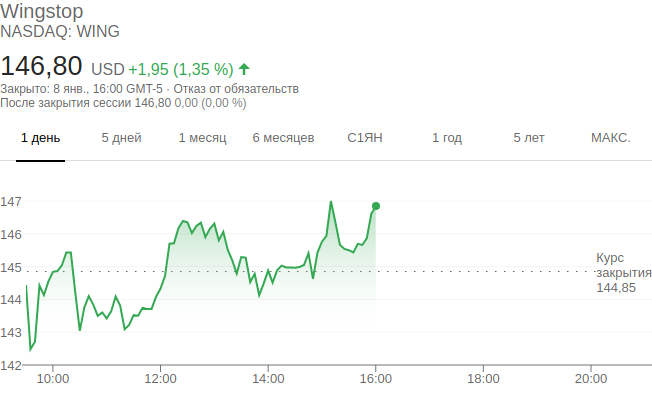 Wingstop
NASDAQ: WING
146,80 USD +1,95 (1,35 %)
Закрыто: 8 янв., 16:00 GMT-5 · Отказ от обязательств
После закрытия сессии 146,80 0,00 (0,00 %)
1 день 5 дней 1 месяц 6 месяцев С1ЯН 1 год 5 лет МАКС.
147
146
145
144
143
142
Курс
закрытия
144,85
10:00 12:00 14:00 16:00 18:00 20:00